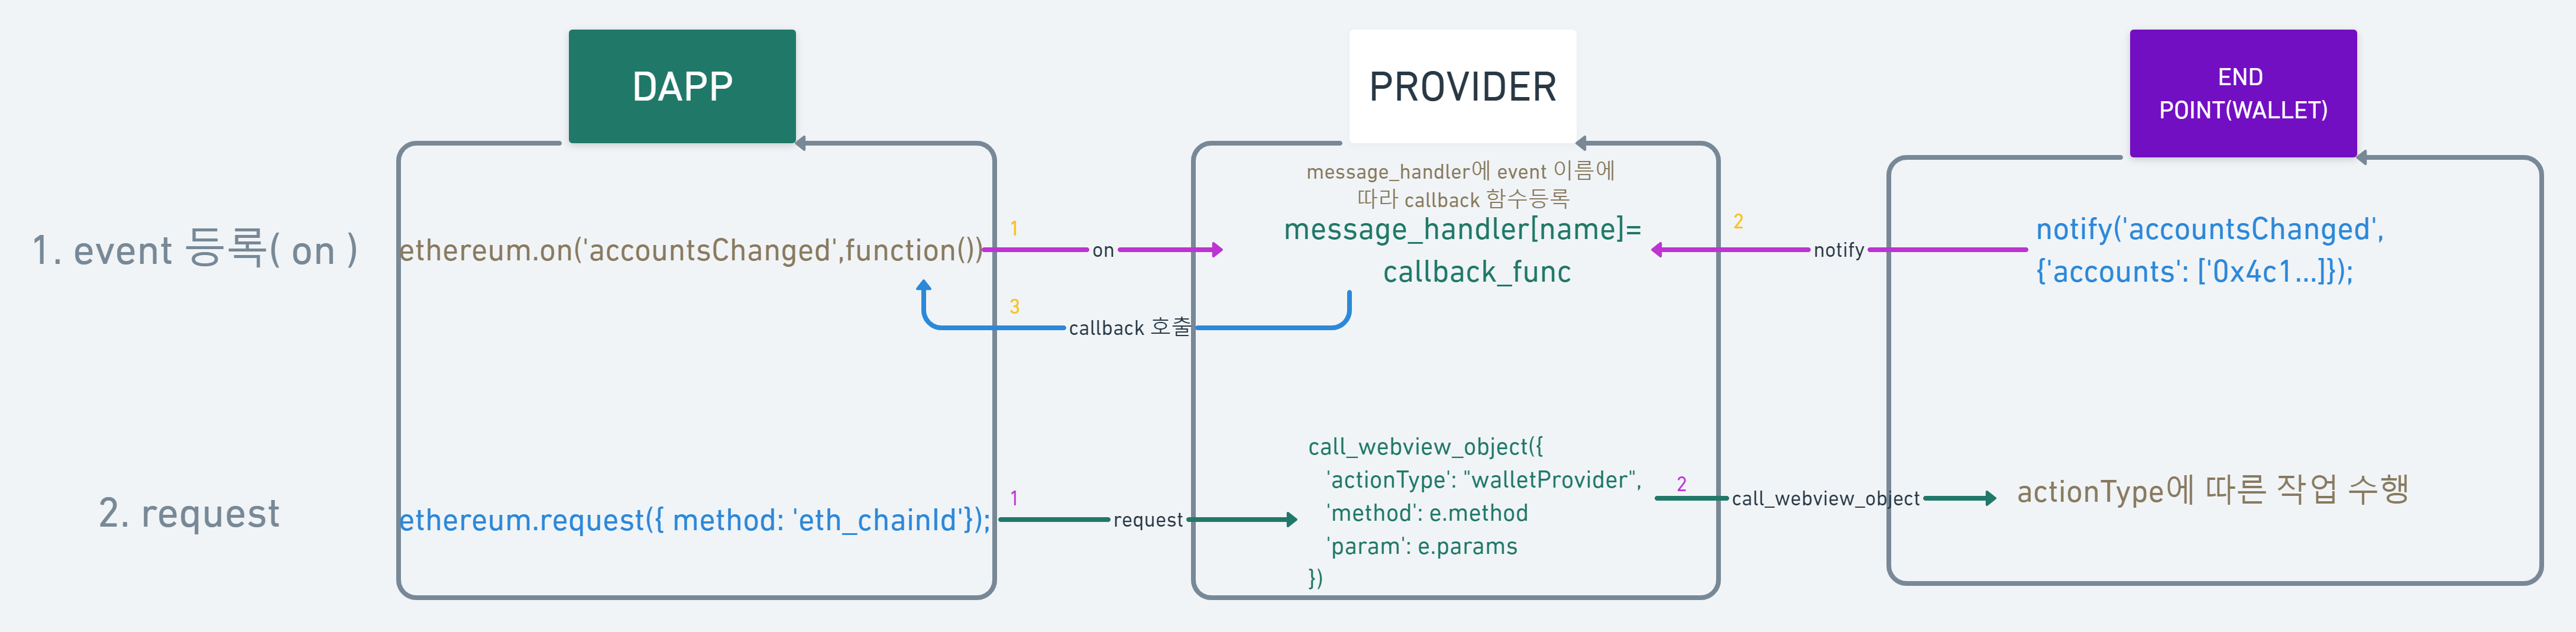 DAPP
PROVIDER
END
POINT(WALLET)
1. event 등록( on )
ethereum.on('accountsChanged',function())
1
on
message_handler에 event 이름에
따라 callback 함수등록
message_handler[name]=
callback_func
2
notify
notify('accountsChanged',
{'accounts': ['0x4c1...]});
3
callback 호출
2. request
ethereum.request({ method: 'eth_chainId'});
1
request
call_webview_object({
'actionType': "walletProvider",
'method': e.method
'param': e.params
})
2
call_webview_object
actionType에 따른 작업 수행